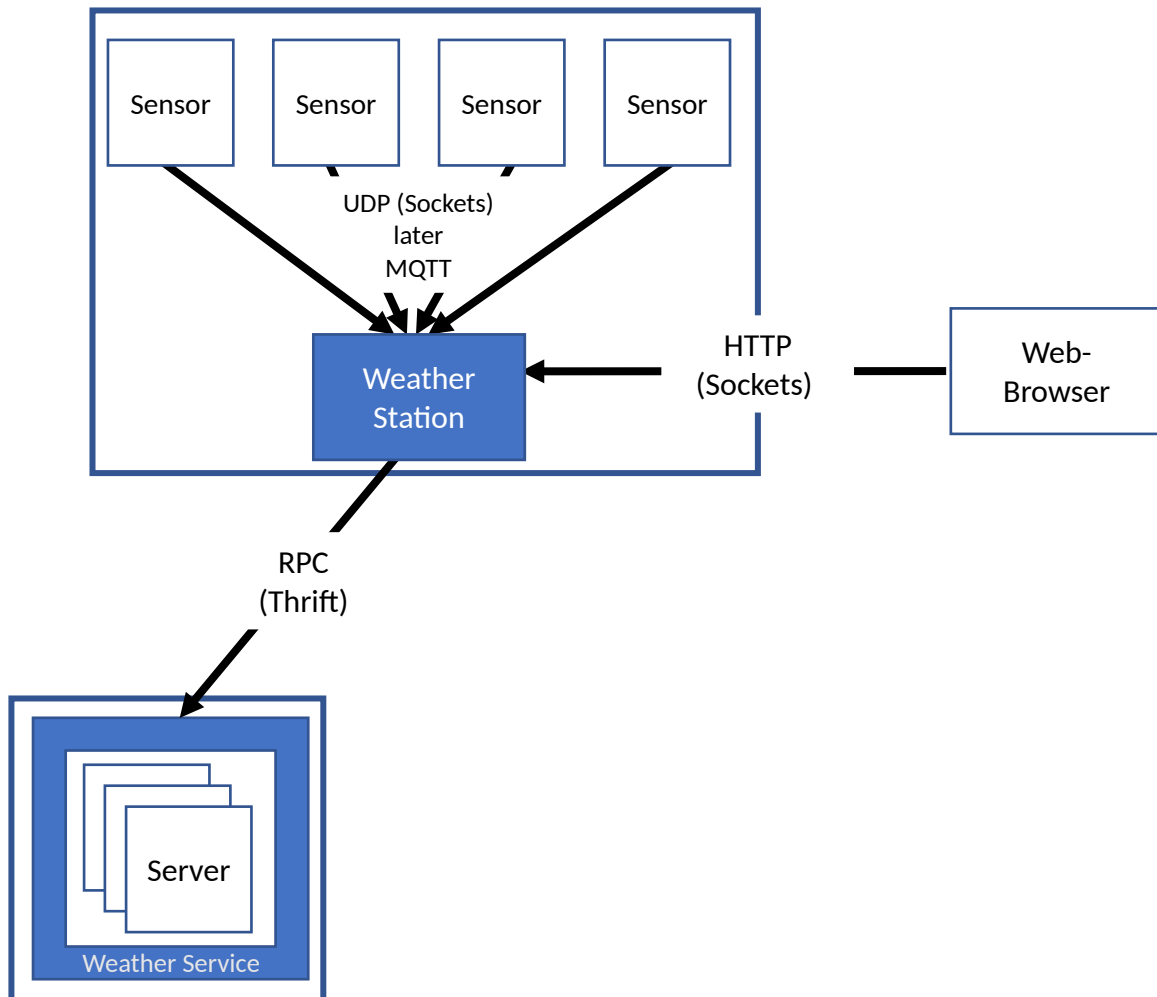 Sensor
Sensor
Sensor
Sensor
UDP (Sockets)
later
MQTT
Weather
Station
HTTP
(Sockets)
Web-
Browser
RPC
(Thrift)
Server
Weather Service